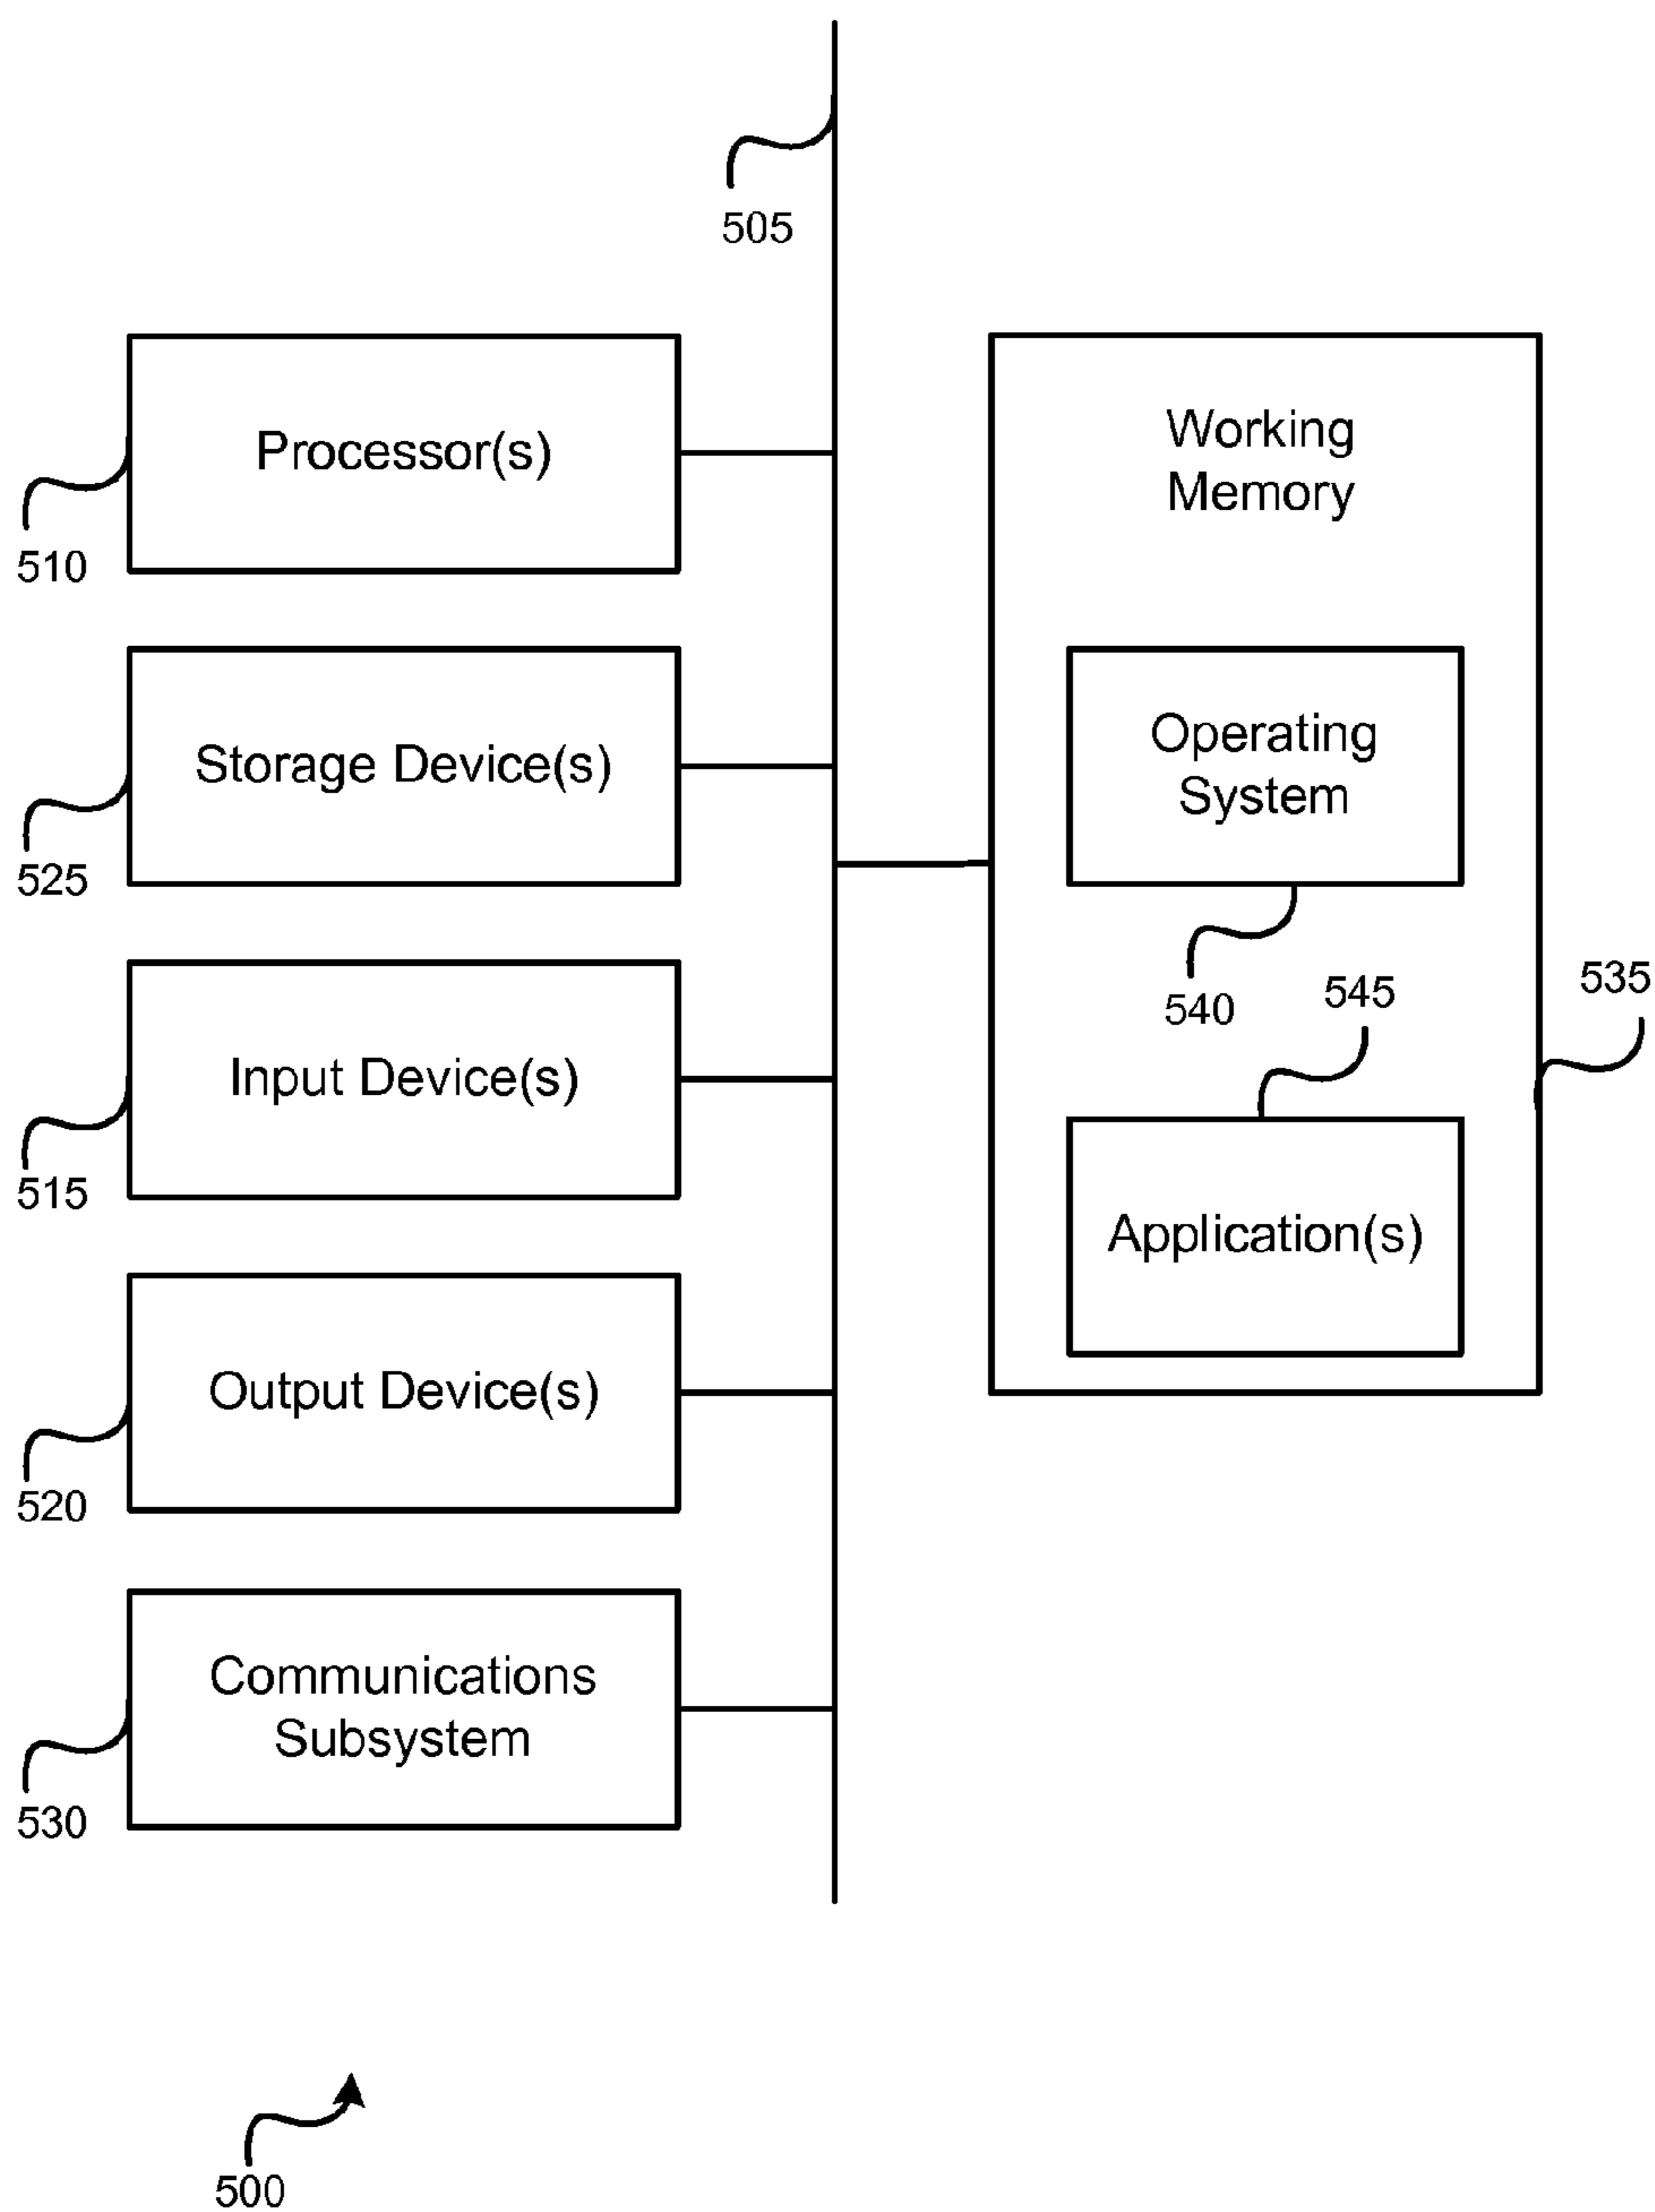 505
Processor(s)
510
Storage Device(s)
525
Input Device(s)
515
Output Device(s)
520
Communications
Subsystem
530
Working
Memory
Operating
System
540
545
535
Application(s)
500